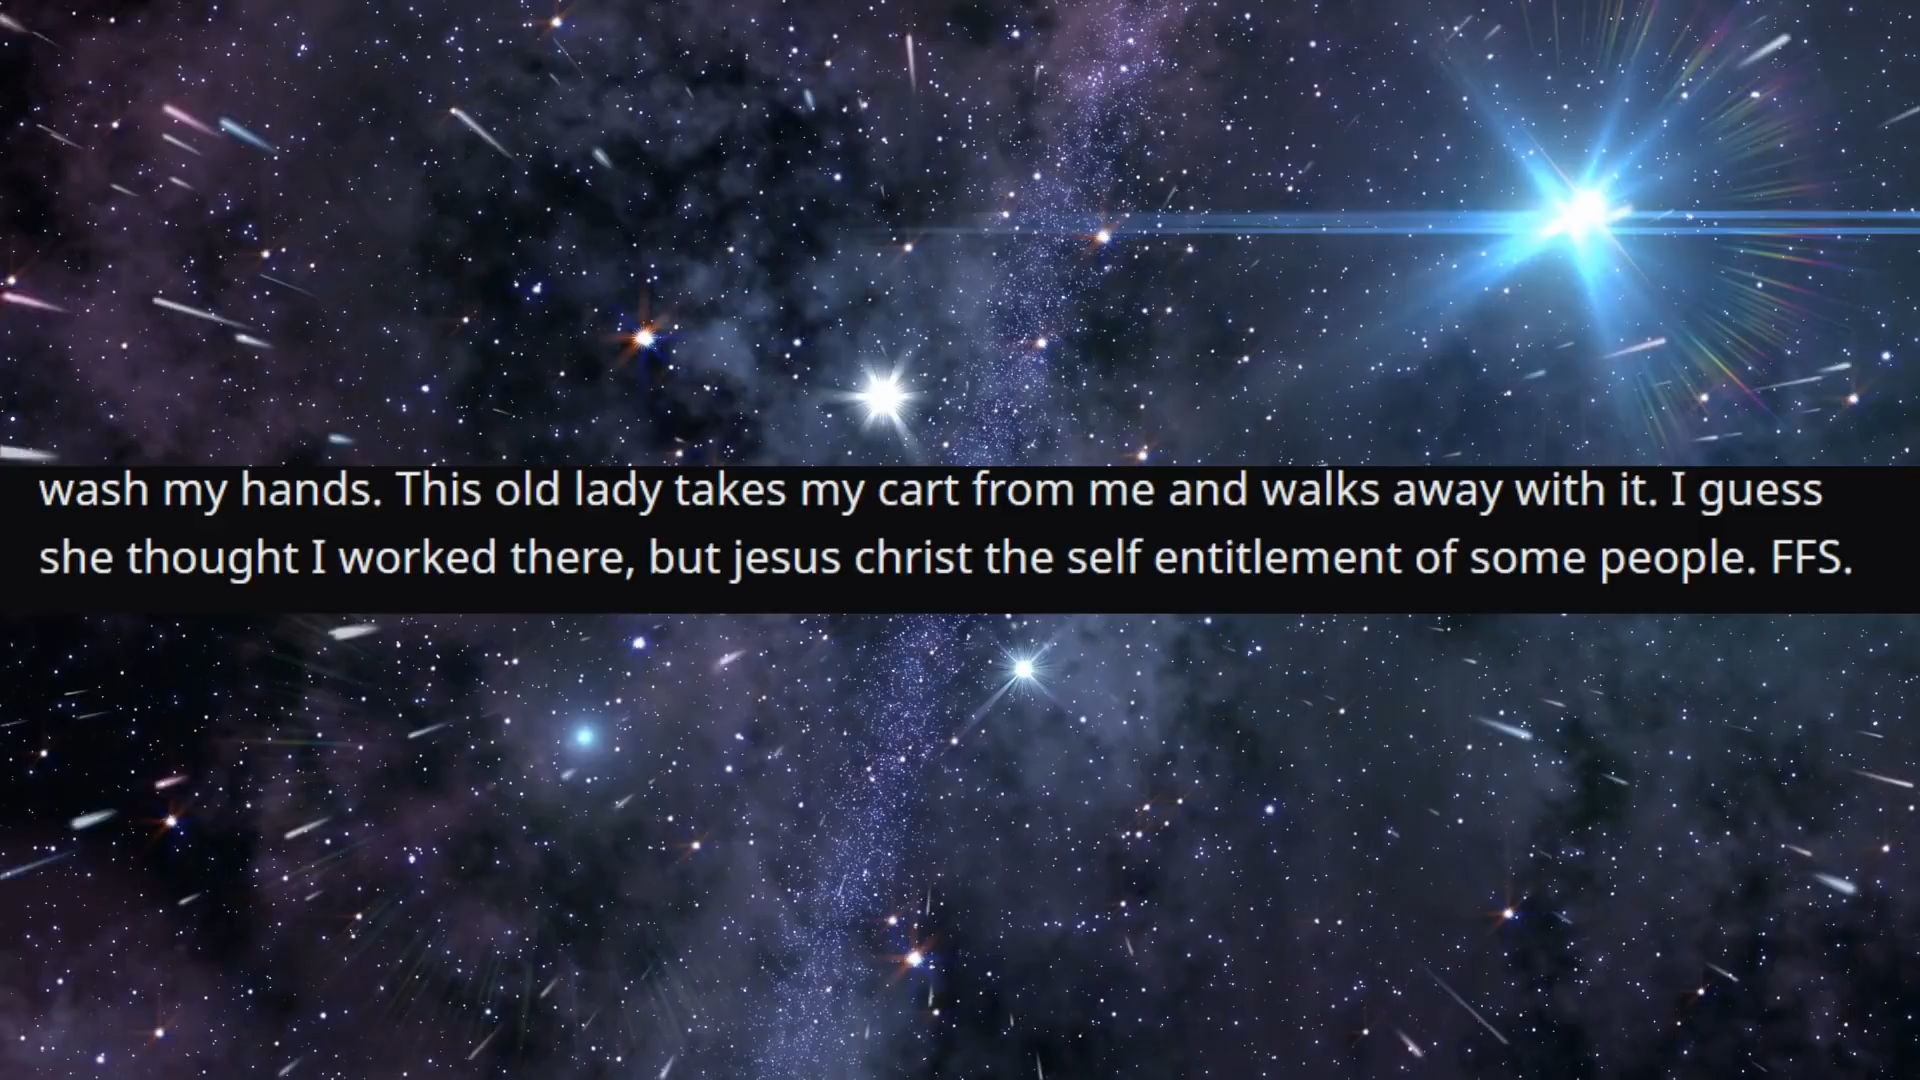 wash my hands. This old lady takes my cart from me and walks away with it. I guess
she thought I worked there, but jesus christ the self entitlement of some people. FFS.